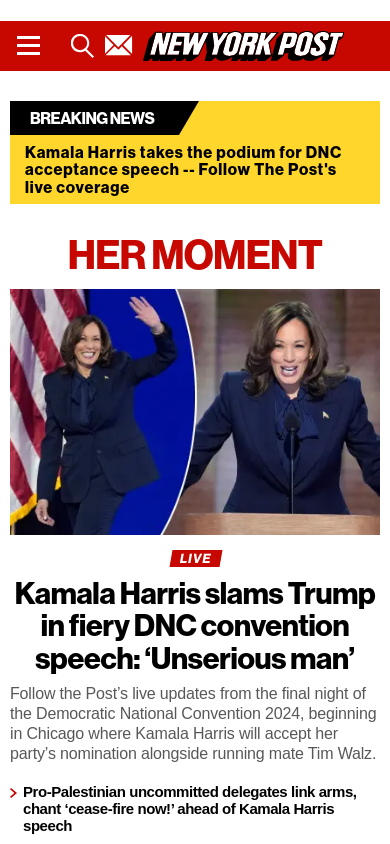 NEW YORK POST
BREAKING NEWS
Kamala Harris takes the podium for DNC
acceptance speech -- Follow The Post's
live coverage
HER MOMENT
LIVE
Kamala Harris slams Trump
in fiery DNC convention
speech: ‘Unserious man’
Follow the Post’s live updates from the final night of
the Democratic National Convention 2024, beginning
in Chicago where Kamala Harris will accept her
party’s nomination alongside running mate Tim Walz.
Pro-Palestinian uncommitted delegates link arms,
chant ‘cease-fire now!’ ahead of Kamala Harris
speech